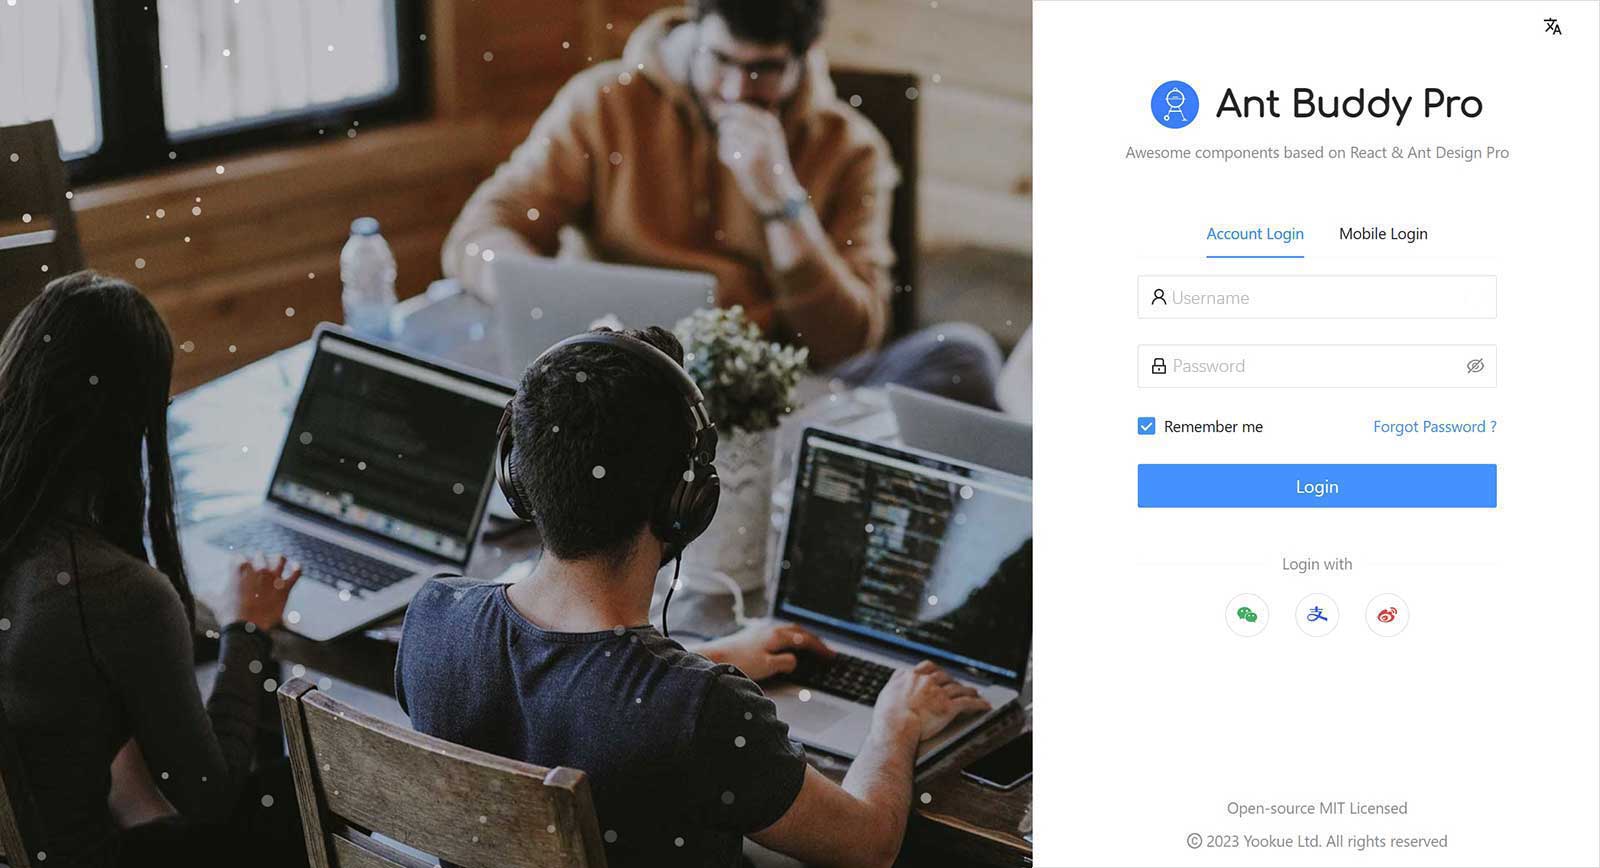 Ant Buddy Pro
Awesome components based on React & Ant Design Pro
Account Login Mobile Login
Username
Password
Remember me Forgot Password ?
Login
Login with
Open-source MIT Licensed
© 2023 Yookue Ltd. All rights reserved